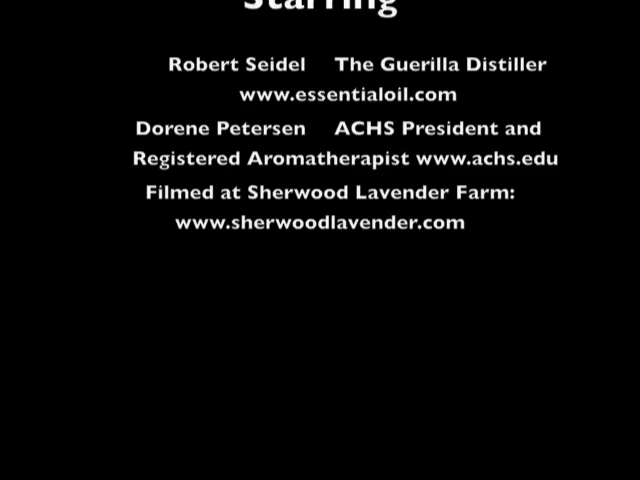 Starring
Robert Seidel The Guerilla Distiller
www.essentialoil.com
Dorene Petersen ACHS President and
Registered Aromatherapist www.achs.edu
Filmed at Sherwood Lavender Farm:
www.sherwoodlavender.com